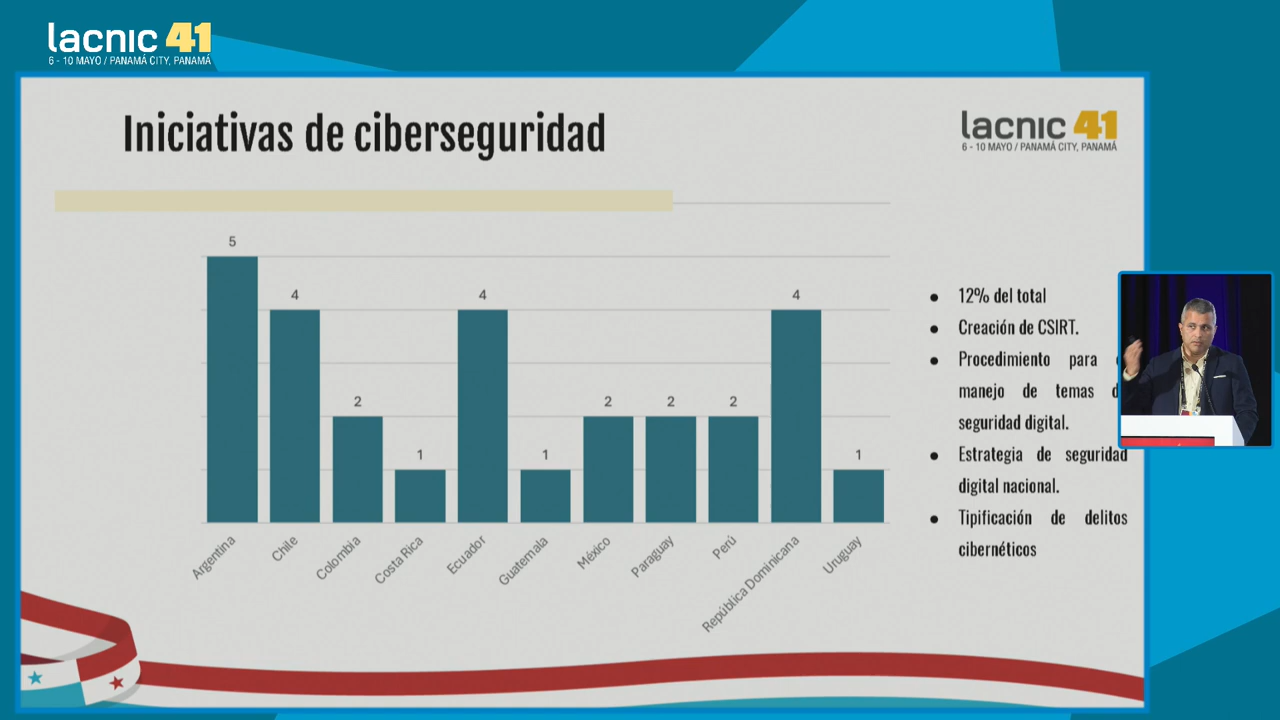 lacnic 41
6 - 10 MAYO / PANAMÁ CITY, PANAMÁ
Iniciativas de ciberseguridad
lacnic 41
6 - 10 MAYO / PANAMÁ CITY, PANAMÁ
5
4
2
1
4
1
2
2
2
4
1
Argentina
Chile
Colombia
Costa Rica
Ecuador
Guatemala
México
Paraguay
Perú
República Dominicana
Uruguay
• 12% del total
• Creación de CSIRT.
• Procedimiento para
manejo de temas
seguridad digital.
• Estrategia de seguridad
digital nacional.
• Tipificación de delitos
cibernéticos